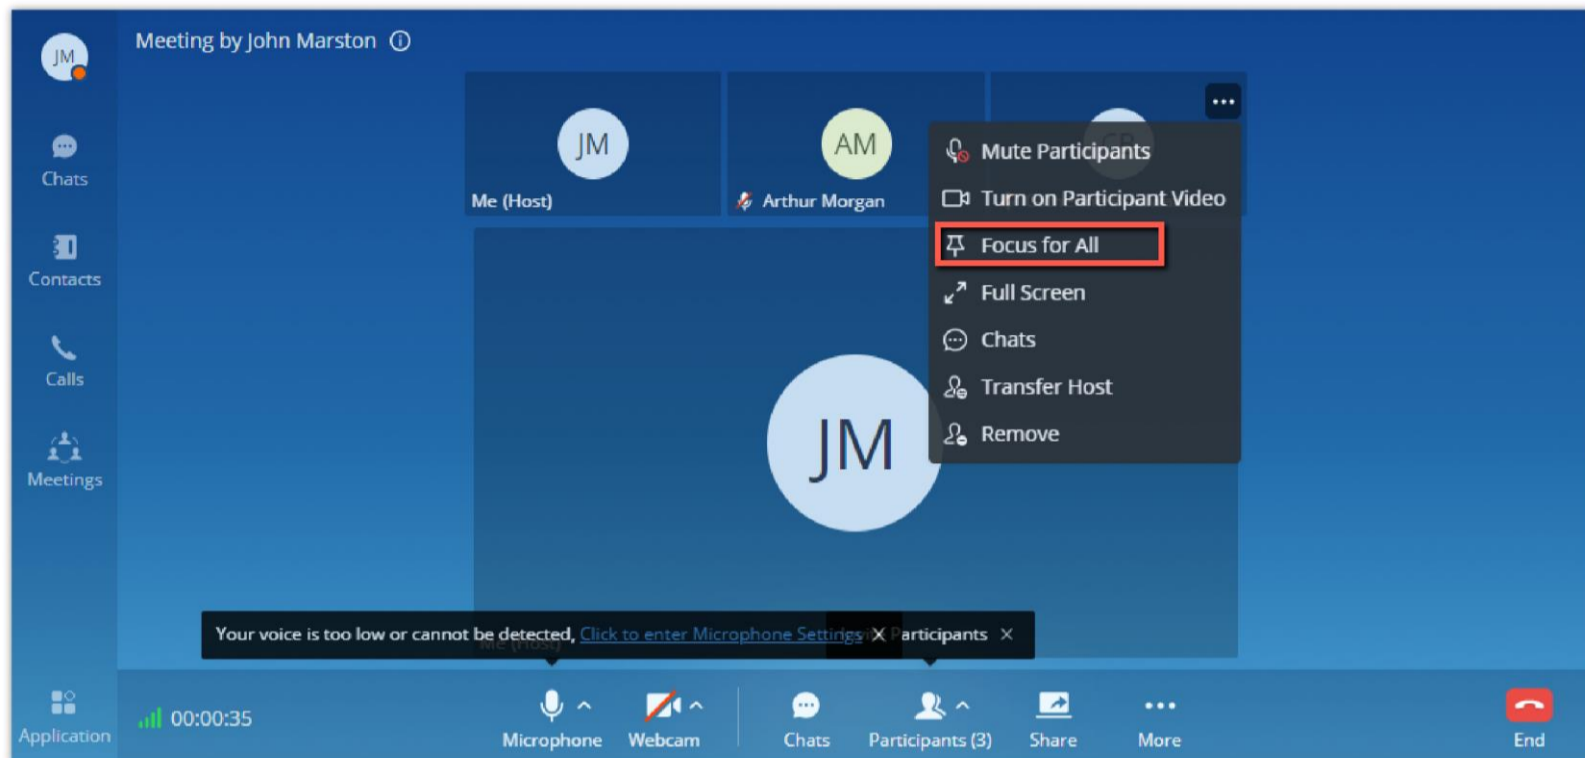 JM
Meeting by John Marston
Chats
Contacts
Calls
Meetings
Application
JM
Me (Host)
AM
Arthur Morgan
Mute Participants
Turn on Participant Video
Focus for All
Full Screen
Chats
Transfer Host
Remove
JM
Your voice is too low or cannot be detected, Click to enter Microphone Settings
Participants
Me (Host)
00:00:35
Microphone
Webcam
Chats
Participants (3)
Share
More
End